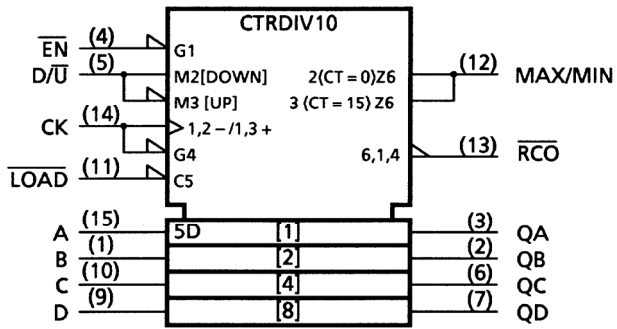 CTRDIV10
EN (4) G1
D/U (5) M2[DOWN] 2(CT=0)Z6 (12) MAX/MIN
M3 [UP] 3 (CT=15) Z6
CK (14) 1,2-/1,3+
G4 6,1,4 (13) RCO
LOAD (11) C5
A (15) 5D [1] (3) QA
B (1) [2] (2) QB
C (10) [4] (6) QC
D (9) [8] (7) QD